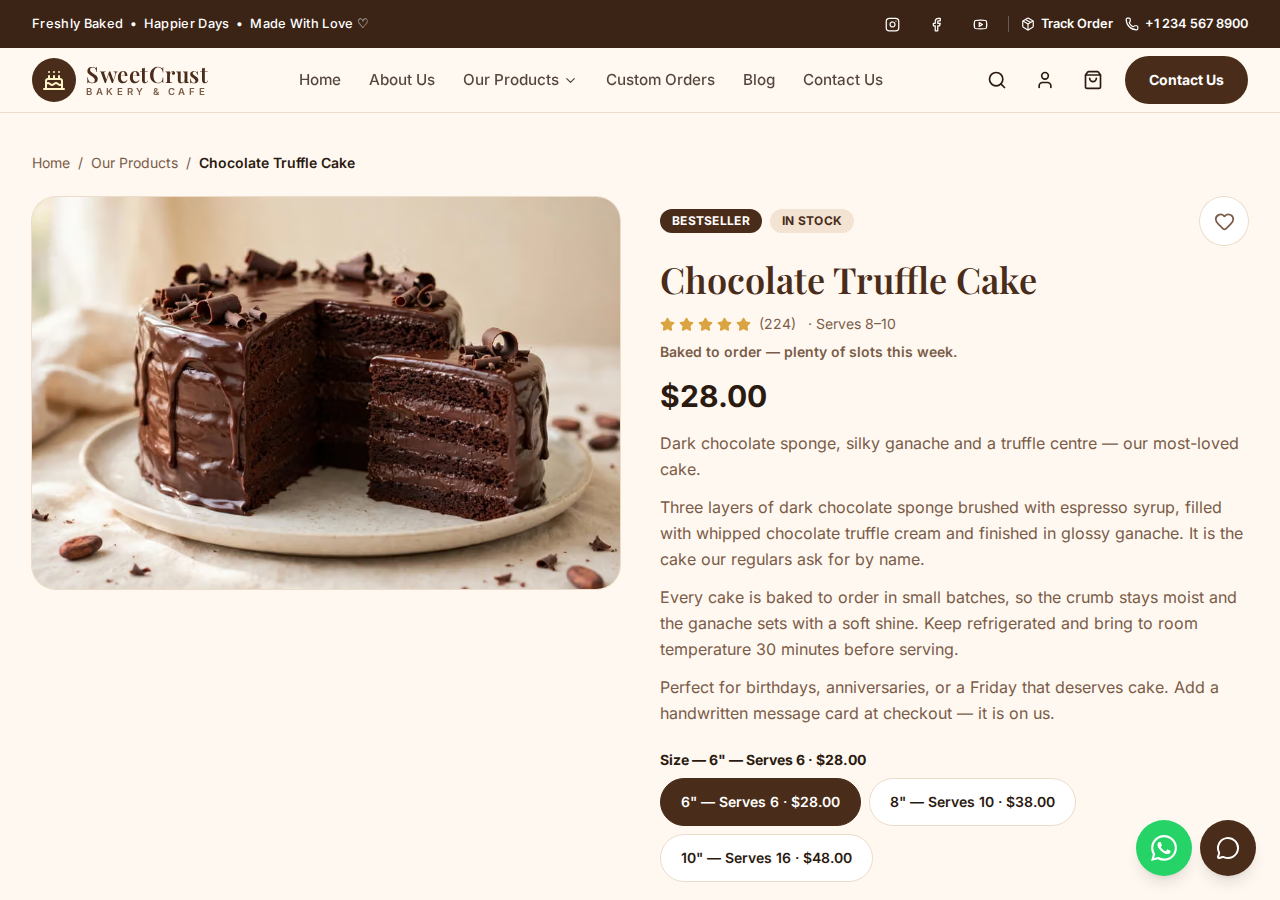 Freshly Baked • Happier Days • Made With Love ♡
Track Order
+1 234 567 8900
SweetCrust
BAKERY & CAFE
Home
About Us
Our Products
Custom Orders
Blog
Contact Us
Contact Us
Home / Our Products / Chocolate Truffle Cake
BESTSELLER
IN STOCK
Chocolate Truffle Cake
(224) · Serves 8–10
Baked to order — plenty of slots this week.
$28.00
Dark chocolate sponge, silky ganache and a truffle centre — our most-loved
cake.
Three layers of dark chocolate sponge brushed with espresso syrup, filled
with whipped chocolate truffle cream and finished in glossy ganache. It is the
cake our regulars ask for by name.
Every cake is baked to order in small batches, so the crumb stays moist and
the ganache sets with a soft shine. Keep refrigerated and bring to room
temperature 30 minutes before serving.
Perfect for birthdays, anniversaries, or a Friday that deserves cake. Add a
handwritten message card at checkout — it is on us.
Size — 6" — Serves 6 · $28.00
6" — Serves 6 · $28.00
8" — Serves 10 · $38.00
10" — Serves 16 · $48.00